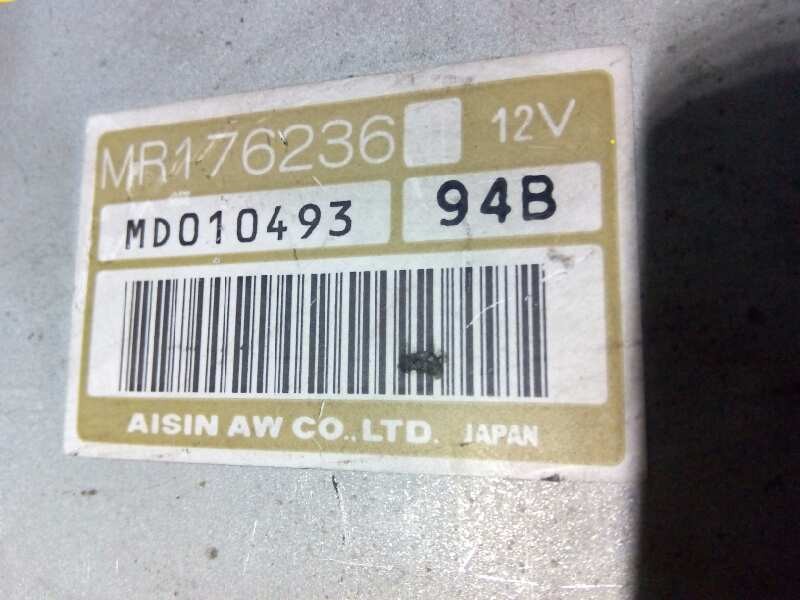 MR176236 12V
MD010493 94B
AISIN AW CO., LTD. JAPAN